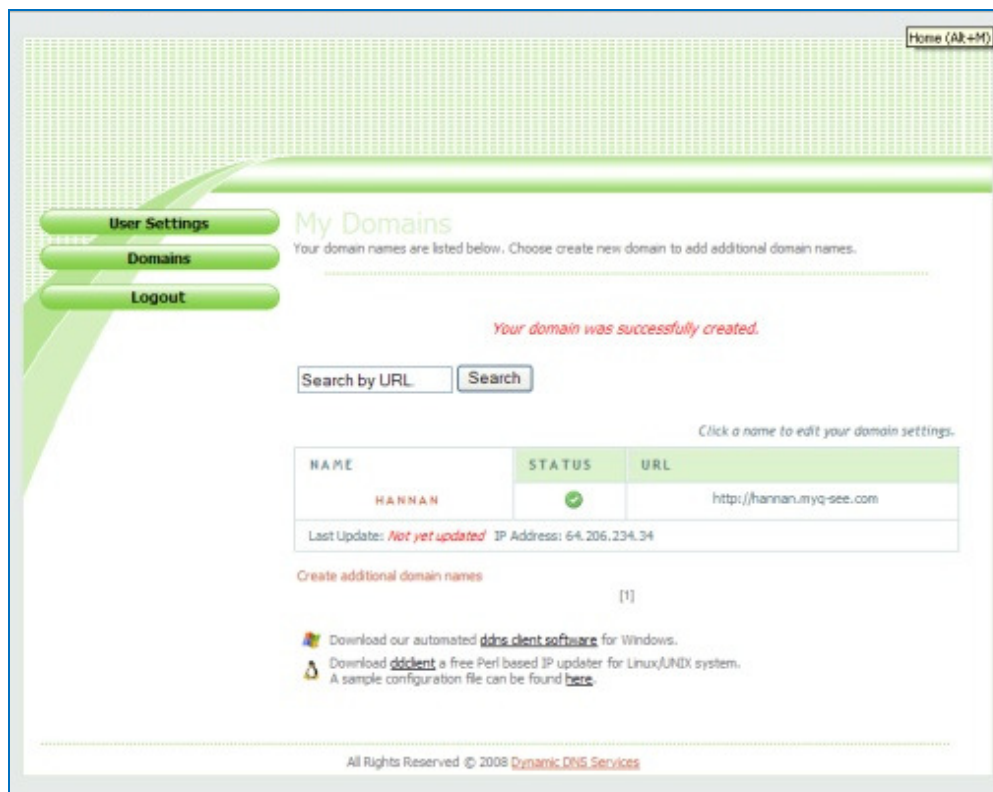 Home (Alt+M)
User Settings
Domains
Logout
My Domains
Your domain names are listed below. Choose create new domain to add additional domain names.
Your domain was successfully created.
Search by URL. Search
Click a name to edit your domain settings.
NAME STATUS URL
HANNAN http://hannan.myq-see.com
Last Update: Not yet updated IP Address: 64.206.234.34
Create additional domain names
[1]
Download our automated ddns client software for Windows.
Download ddclient a free Perl based IP updater for Linux/UNIX system.
A sample configuration file can be found here.
All Rights Reserved © 2008 Dynamic DNS Services